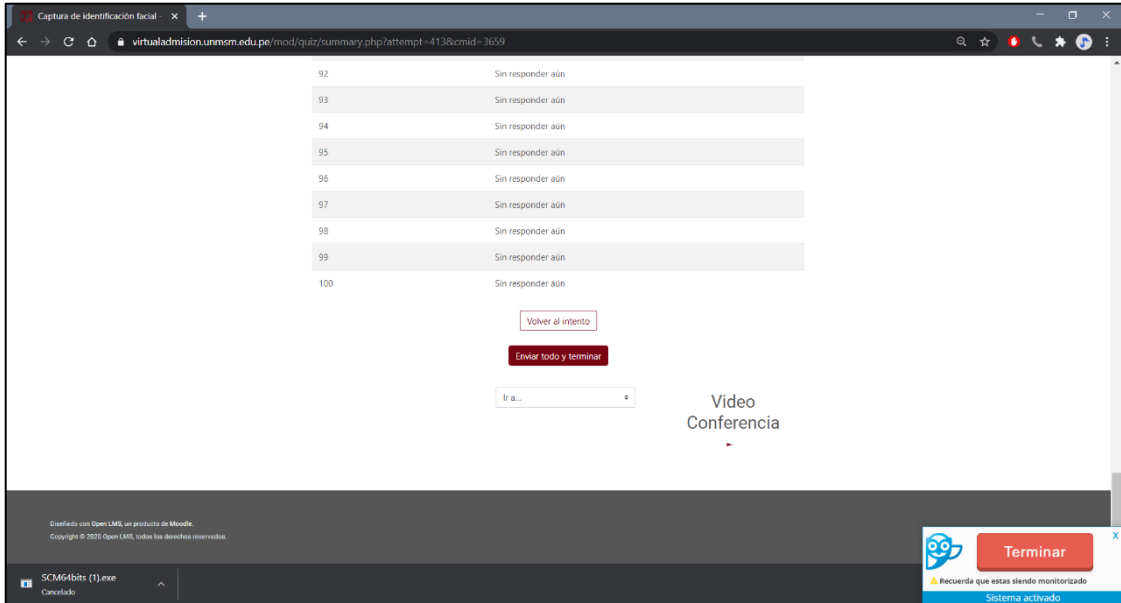 Captura de identificación facial -
virtualadmision.unmsm.edu.pe/mod/quiz/summary.php?attempt=413&cmid=3659
92 Sin responder aún
93 Sin responder aún
94 Sin responder aún
95 Sin responder aún
96 Sin responder aún
97 Sin responder aún
98 Sin responder aún
99 Sin responder aún
100 Sin responder aún
Volver al intento
Enviar todo y terminar
Ir a...
Video
Conferencia
Diseñado con Open LMS, un producto de Moodle.
Copyright © 2020 Open LMS, todos los derechos reservados.
X
Terminar
Recuerda que estas siendo monitorizado
Sistema activado
SCM64bits (1).exe
Cancelado